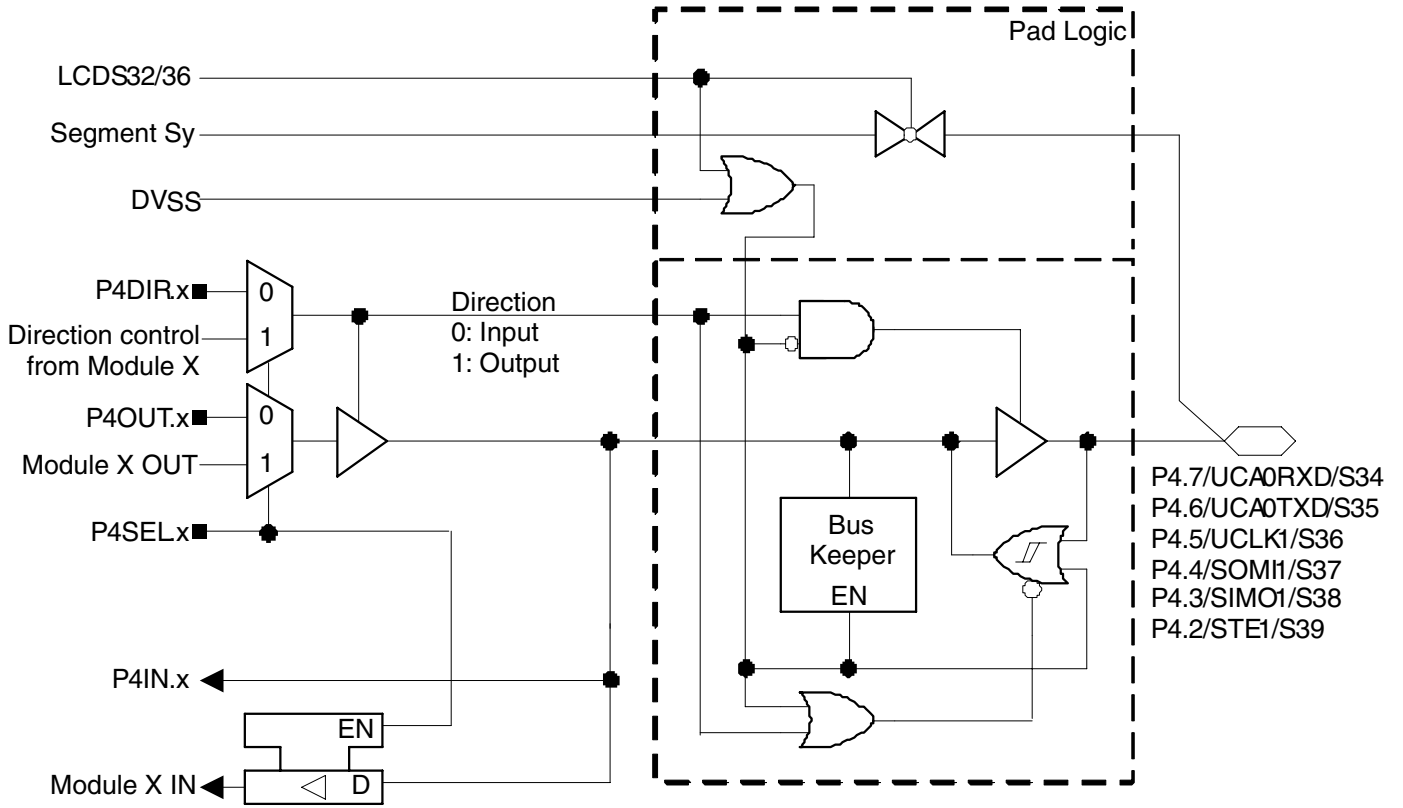 Pad Logic
LCDS32/36
Segment Sy
DVSS
P4DIR.x
0
1
Direction control
from Module X
Direction
0: Input
1: Output
P4OUT.x
0
1
Module X OUT
P4SEL.x
Bus
Keeper
EN
P4.7/UCA0RXD/S34
P4.6/UCA0TXD/S35
P4.5/UCLK1/S36
P4.4/SOMI1/S37
P4.3/SIMO1/S38
P4.2/STE1/S39
P4IN.x
EN
Module X IN
D